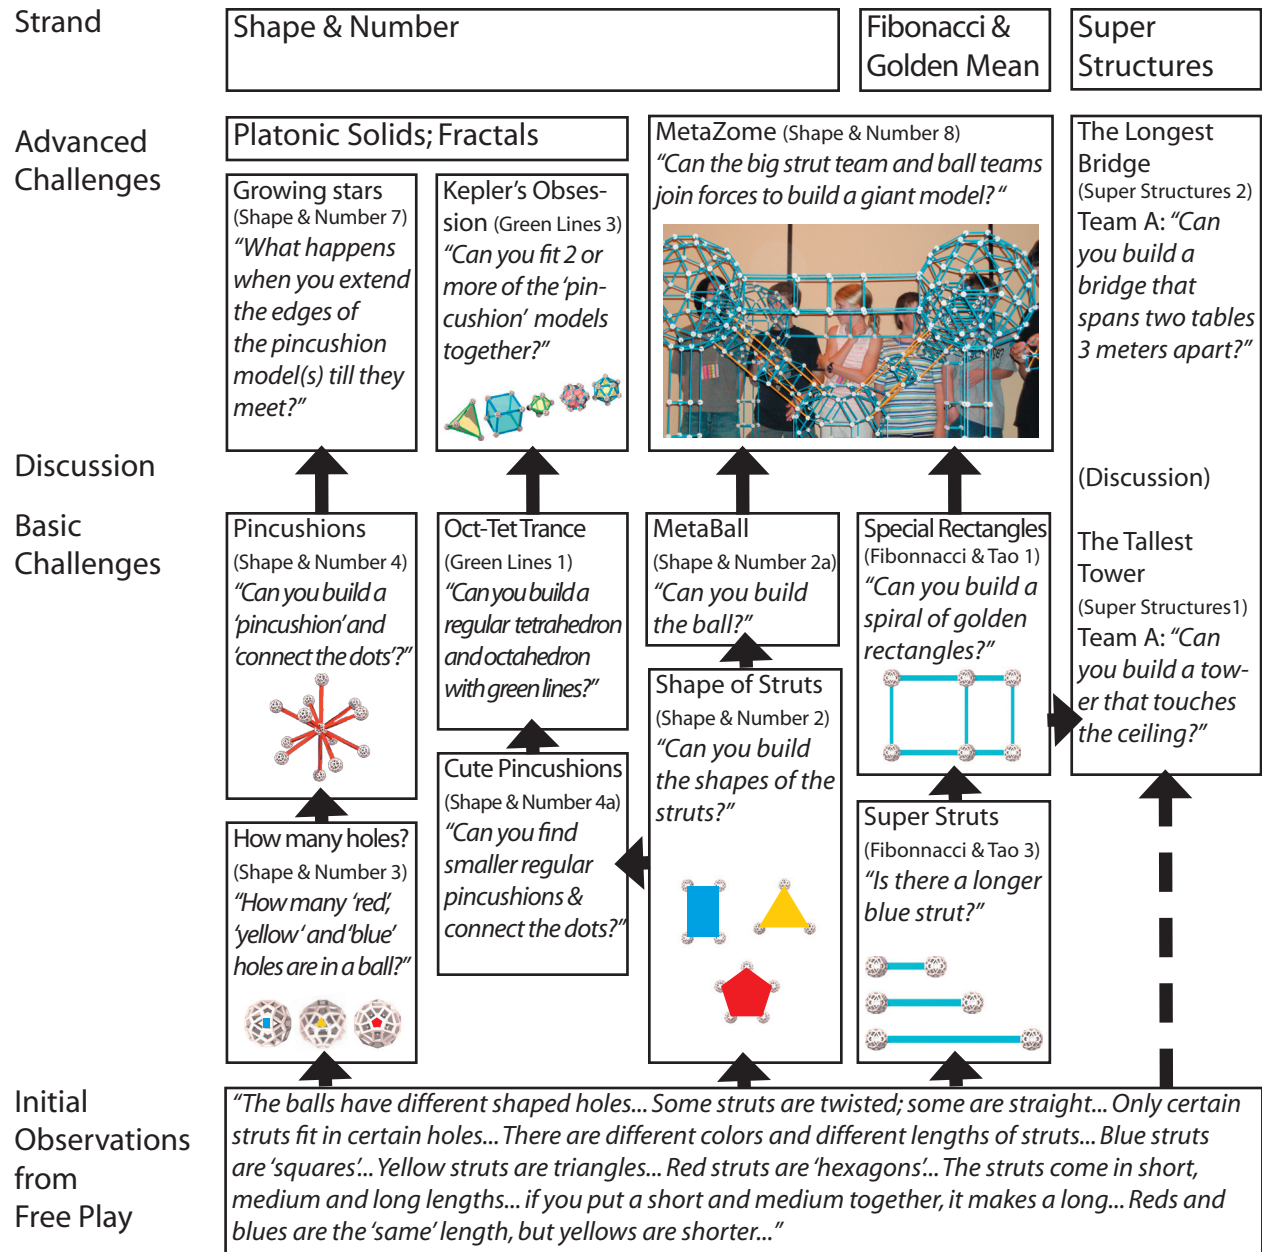 Strand
Shape & Number
Fibonacci &
Golden Mean
Super
Structures
Advanced
Challenges
Platonic Solids; Fractals
Growing stars
(Shape & Number 7)
“What happens
when you extend
the edges of
the pincushion
model(s) till they
meet?”
Kepler’s Obses-
sion (Green Lines 3)
“Can you fit 2 or
more of the ‘pin-
cushion’ models
together?”
MetaZome (Shape & Number 8)
“Can the big strut team and ball teams
join forces to build a giant model? “
The Longest
Bridge
(Super Structures 2)
Team A: “Can
you build a
bridge that
spans two tables
3 meters apart?”
Discussion
(Discussion)
Basic
Challenges
Pincushions
(Shape & Number 4)
“Can you build a
‘pincushion’ and
‘connect the dots’?”
Oct-Tet Trance
(Green Lines 1)
“Can you build a
regular tetrahedron
and octahedron
with green lines?”
MetaBall
(Shape & Number 2a)
“Can you build
the ball?”
Special Rectangles
(Fibonnacci & Tao 1)
“Can you build a
spiral of golden
rectangles?”
The Tallest
Tower
(Super Structures1)
Team A: “Can
you build a tow-
er that touches
the ceiling?”
How many holes?
(Shape & Number 3)
“How many ‘red’,
‘yellow ‘ and ‘blue’
holes are in a ball?”
Cute Pincushions
(Shape & Number 4a)
“Can you find
smaller regular
pincushions &
connect the dots?”
Shape of Struts
(Shape & Number 2)
“Can you build
the shapes of the
struts?”
Super Struts
(Fibonnacci & Tao 3)
“Is there a longer
blue strut?”
Initial
Observations
from
Free Play
“The balls have different shaped holes... Some struts are twisted; some are straight... Only certain
struts fit in certain holes... There are different colors and different lengths of struts... Blue struts
are ‘squares’... Yellow struts are triangles... Red struts are ‘hexagons’... The struts come in short,
medium and long lengths... if you put a short and medium together, it makes a long... Reds and
blues are the ‘same’ length, but yellows are shorter...”